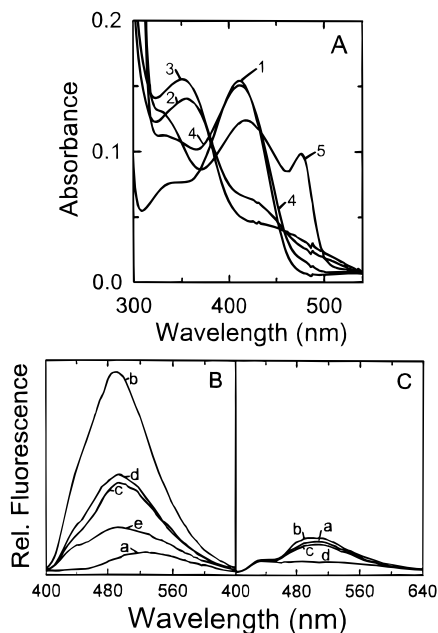 0.2
A
3
1
2
4
5
4
0.1
Absorbance
0.0
300
400
500
Wavelength (nm)
B
C
b
d
c
e
a
b
a
c
d
Rel. Fluorescence
400
480
560
400
480
560
640
Wavelength (nm)